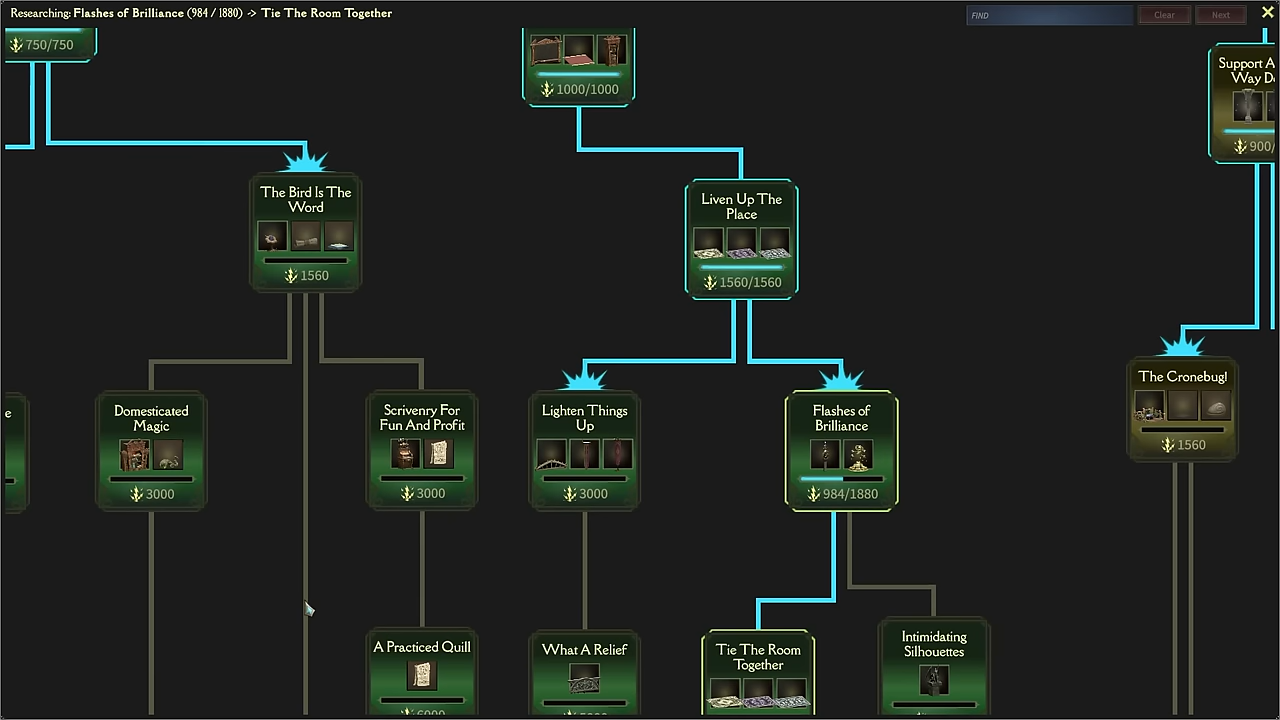 Researching: Flashes of Brilliance (984 / 1880) -> Tie The Room Together
FIND
Clear
Next
750/750
1000/1000
Support A
Way D
900/
The Bird Is The
Word
1560
Liven Up The
Place
1560/1560
The Cronebug!
1560
e
Domesticated
Magic
3000
Scrivenry For
Fun And Profit
3000
Lighten Things
Up
3000
Flashes of
Brilliance
984/1880
A Practiced Quill
What A Relief
Tie The Room
Together
Intimidating
Silhouettes